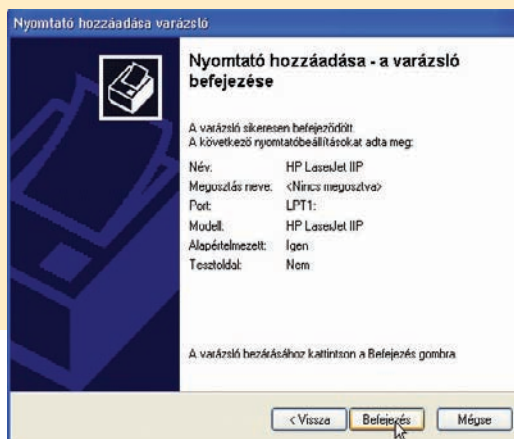 Nyomtató hozzáadása varázsló
Nyomtató hozzáadása - a varázsló
befejezése
A varázsló sikeresen befejeződött.
A következő nyomtatóbeállításokat adta meg:
Név: HP LaserJet IIP
Megosztás neve: <Nincs megosztva>
Port: LPT1:
Modell: HP LaserJet IIP
Alapértelmezett: Igen
Tesztoldal: Nem
A varázsló bezárásához kattintson a Befejezés gombra.
< Vissza Befejezés Mégse